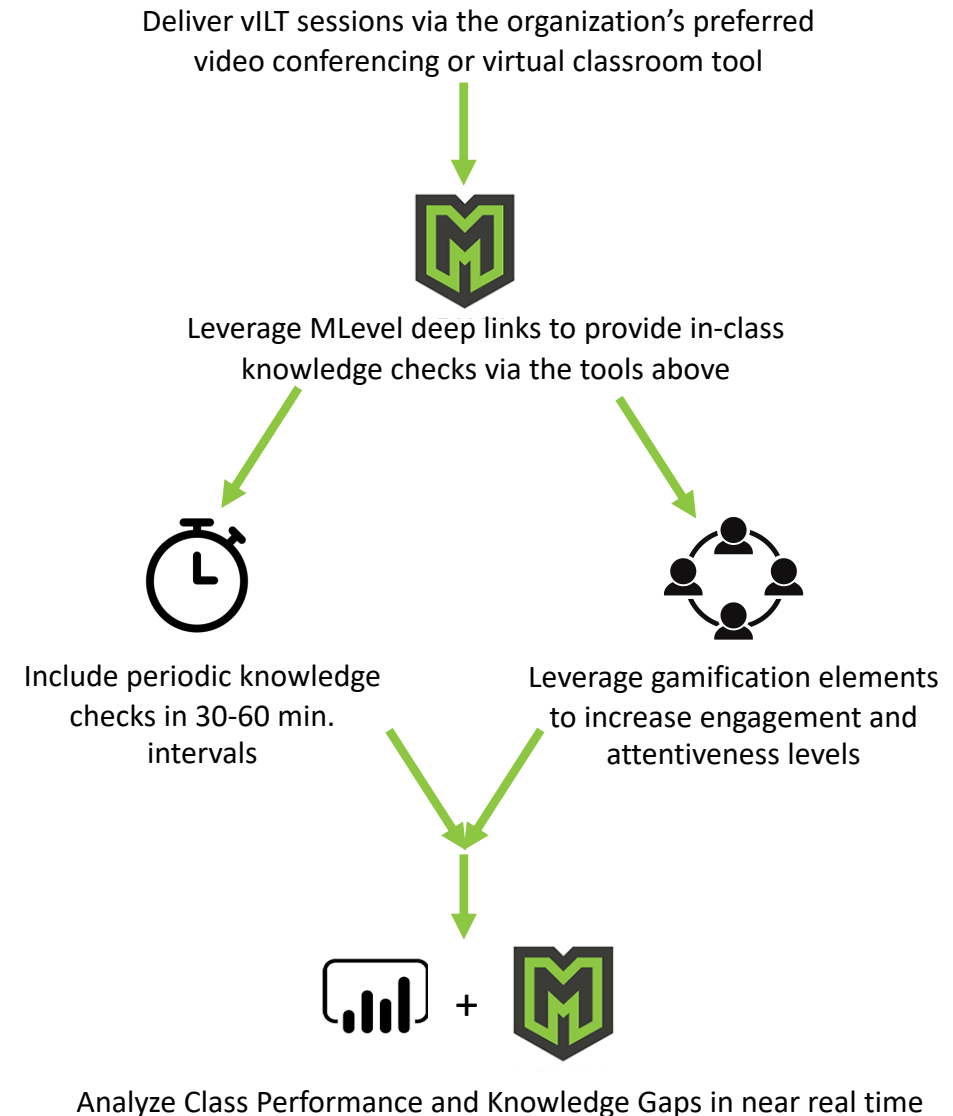 Deliver vILT sessions via the organization’s preferred
video conferencing or virtual classroom tool
M
Leverage MLevel deep links to provide in-class
knowledge checks via the tools above
Include periodic knowledge
checks in 30-60 min.
intervals
Leverage gamification elements
to increase engagement and
attentiveness levels
+
M
Analyze Class Performance and Knowledge Gaps in near real time